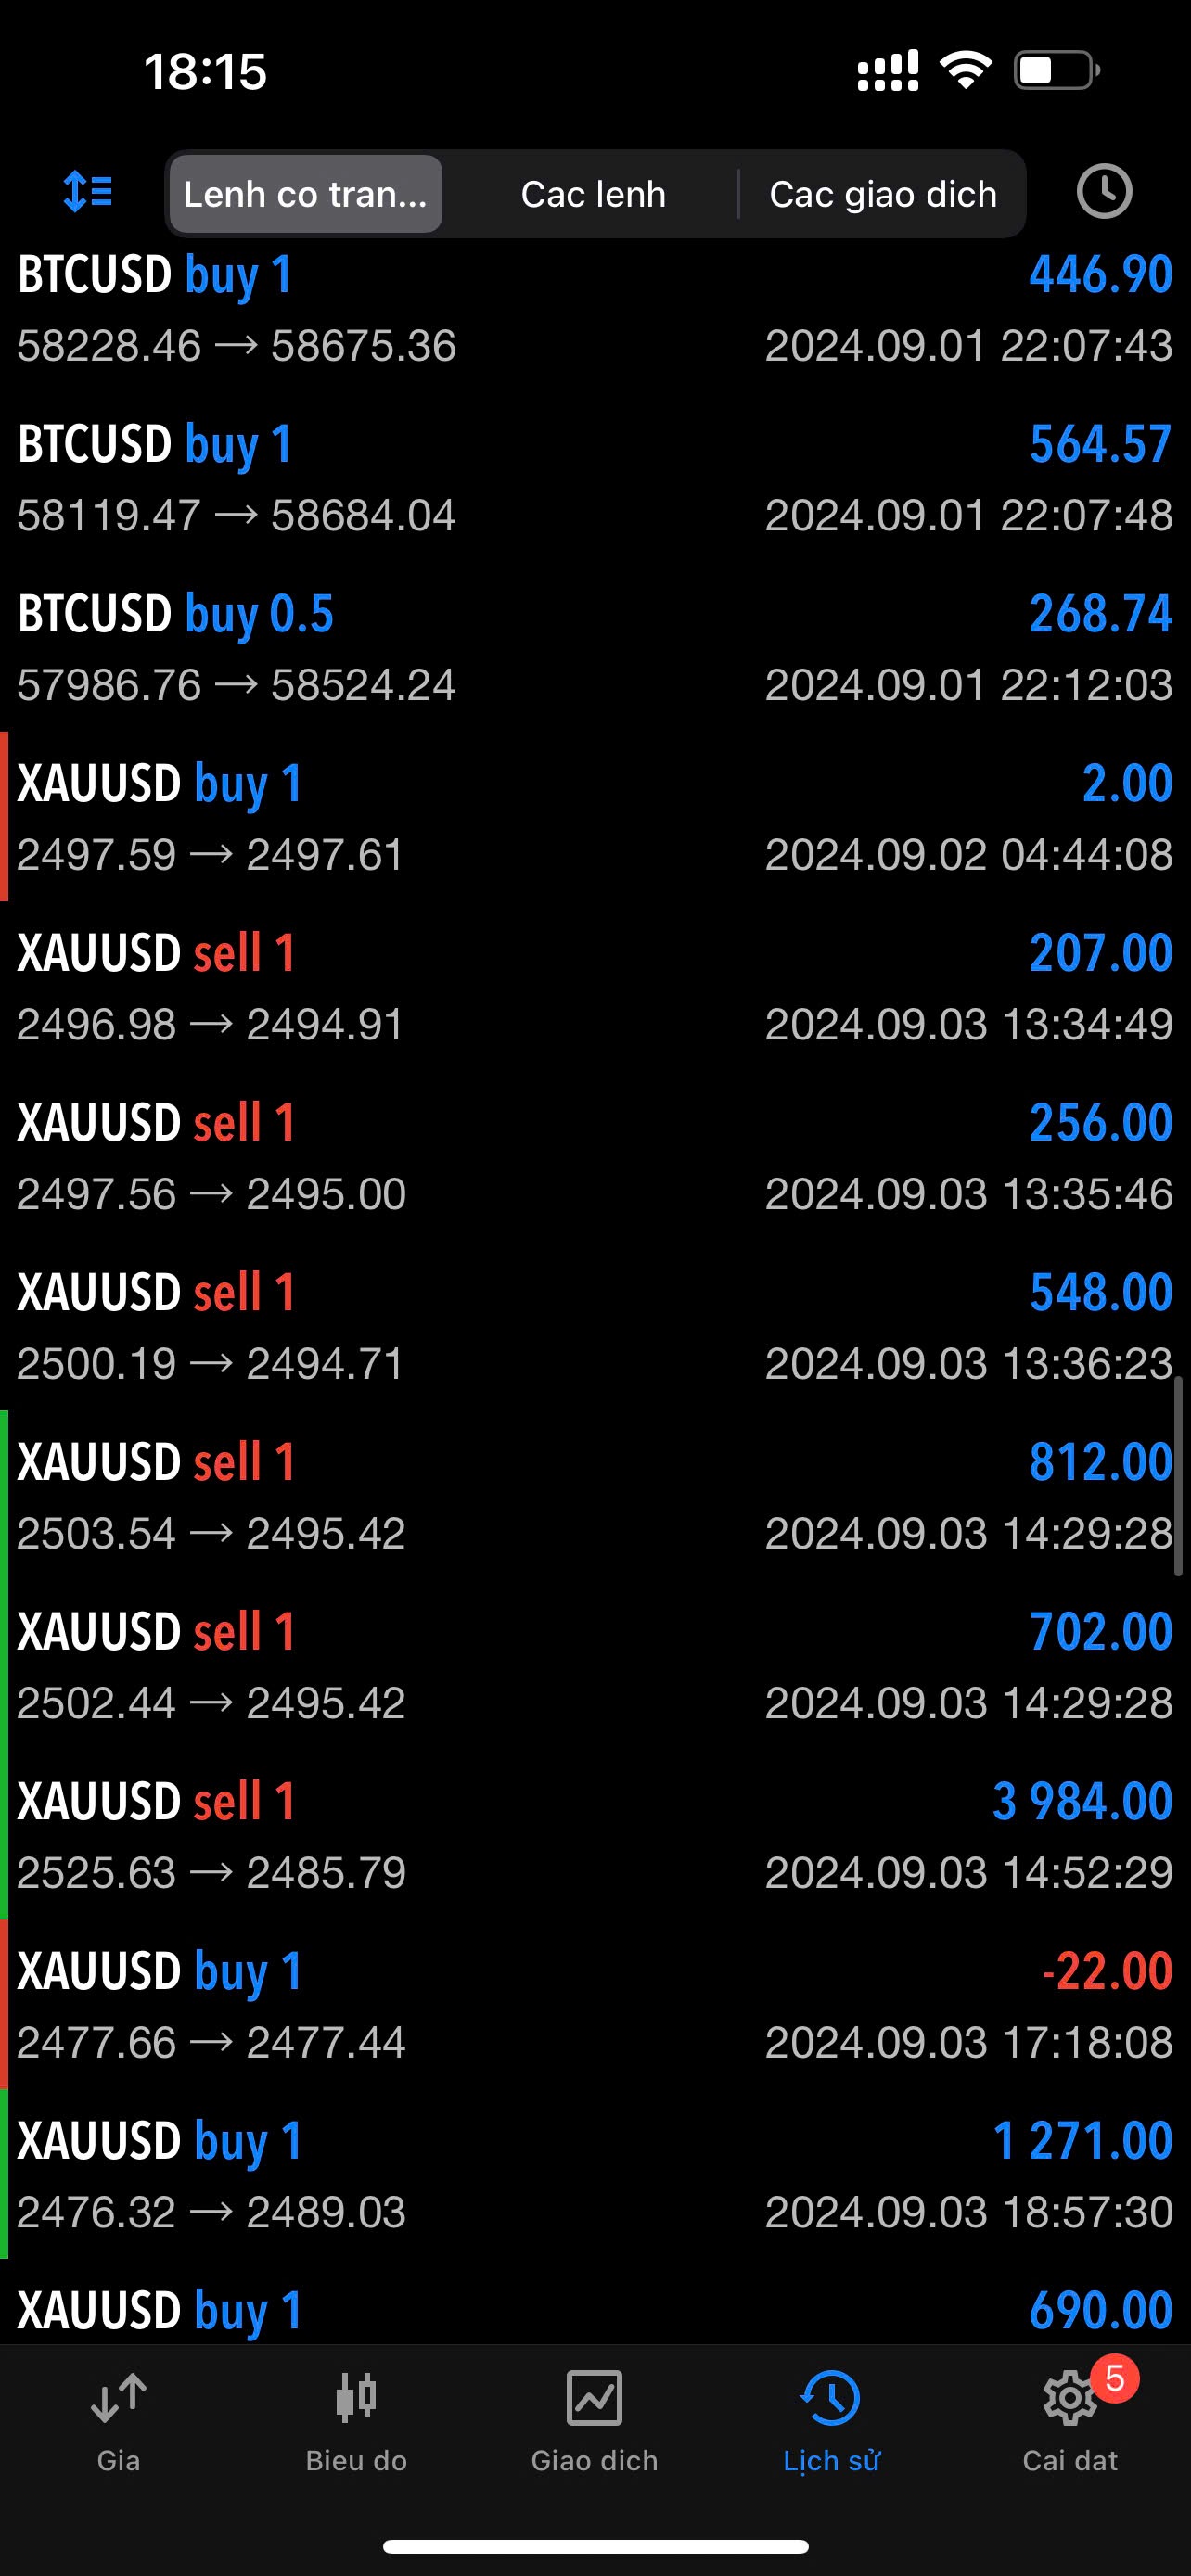 18:15
Lenh co tran... Cac lenh Cac giao dich
BTCUSD buy 1 446.90
58228.46 → 58675.36 2024.09.01 22:07:43
BTCUSD buy 1 564.57
58119.47 → 58684.04 2024.09.01 22:07:48
BTCUSD buy 0.5 268.74
57986.76 → 58524.24 2024.09.01 22:12:03
XAUUSD buy 1 2.00
2497.59 → 2497.61 2024.09.02 04:44:08
XAUUSD sell 1 207.00
2496.98 → 2494.91 2024.09.03 13:34:49
XAUUSD sell 1 256.00
2497.56 → 2495.00 2024.09.03 13:35:46
XAUUSD sell 1 548.00
2500.19 → 2494.71 2024.09.03 13:36:23
XAUUSD sell 1 812.00
2503.54 → 2495.42 2024.09.03 14:29:28
XAUUSD sell 1 702.00
2502.44 → 2495.42 2024.09.03 14:29:28
XAUUSD sell 1 3 984.00
2525.63 → 2485.79 2024.09.03 14:52:29
XAUUSD buy 1 -22.00
2477.66 → 2477.44 2024.09.03 17:18:08
XAUUSD buy 1 1 271.00
2476.32 → 2489.03 2024.09.03 18:57:30
XAUUSD buy 1 690.00
5
Gia Bieu do Giao dich Lịch sử Cai dat